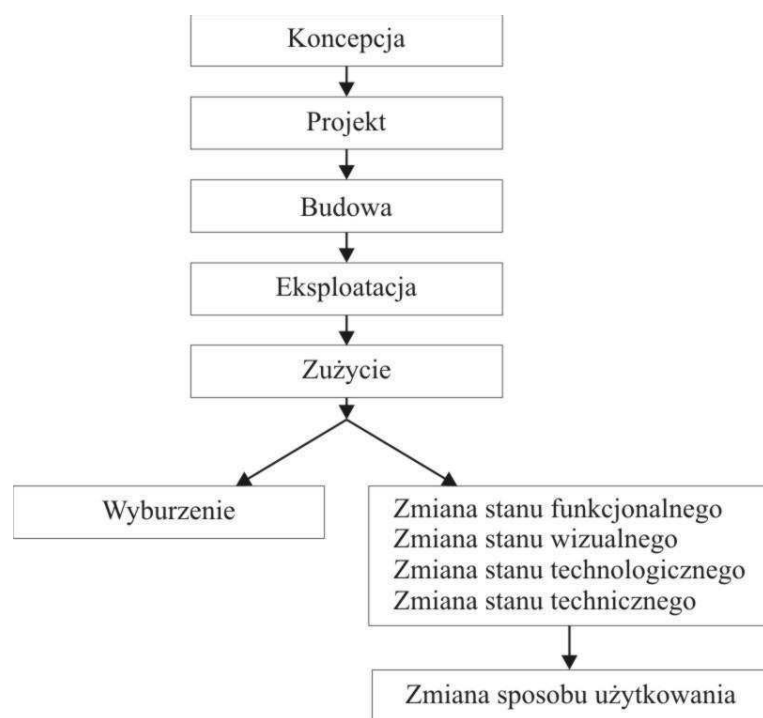 Koncepcja
Projekt
Budowa
Eksploatacja
Zużycie
Wyburzenie
Zmiana stanu funkcjonalnego
Zmiana stanu wizualnego
Zmiana stanu technologicznego
Zmiana stanu technicznego
Zmiana sposobu użytkowania